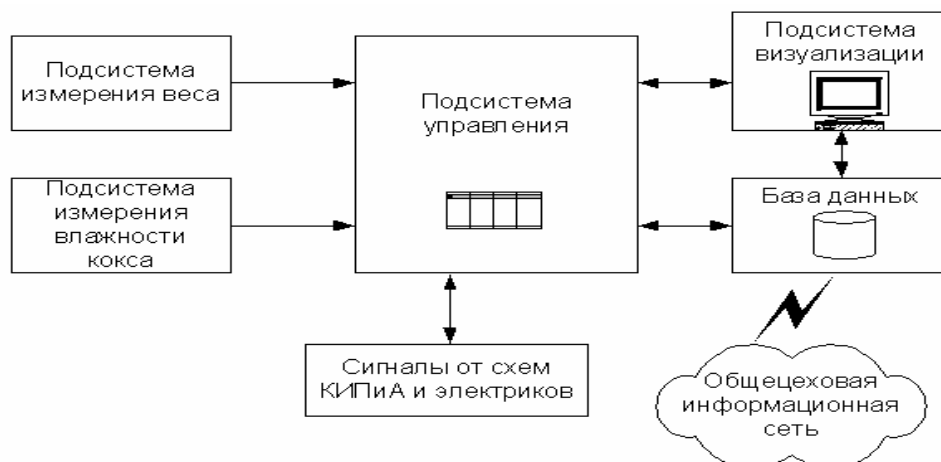 Подсистема
измерения веса
Подсистема
измерения
влажности
кокса
Подсистема
управления
Подсистема
визуализации
База данных
Сигналы от схем
КИПиА и электриков
Общецеховая
информационная
сеть